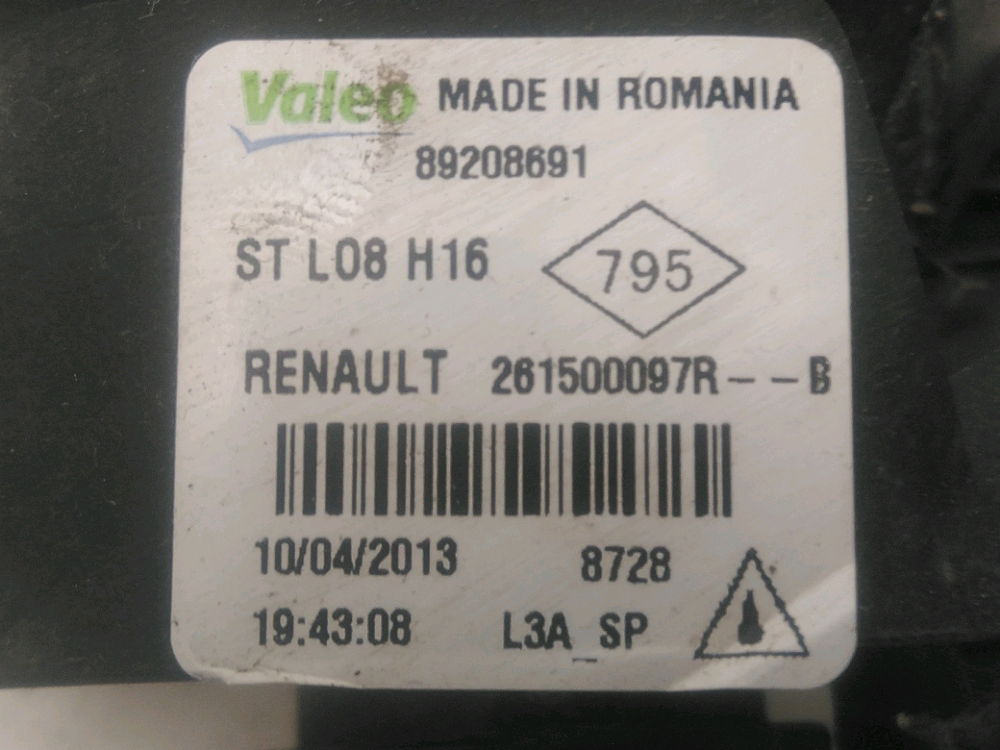 Valeo MADE IN ROMANIA
89208691
ST L08 H16 795
RENAULT 261500097R--B
10/04/2013 8728
19:43:08 L3A_SP